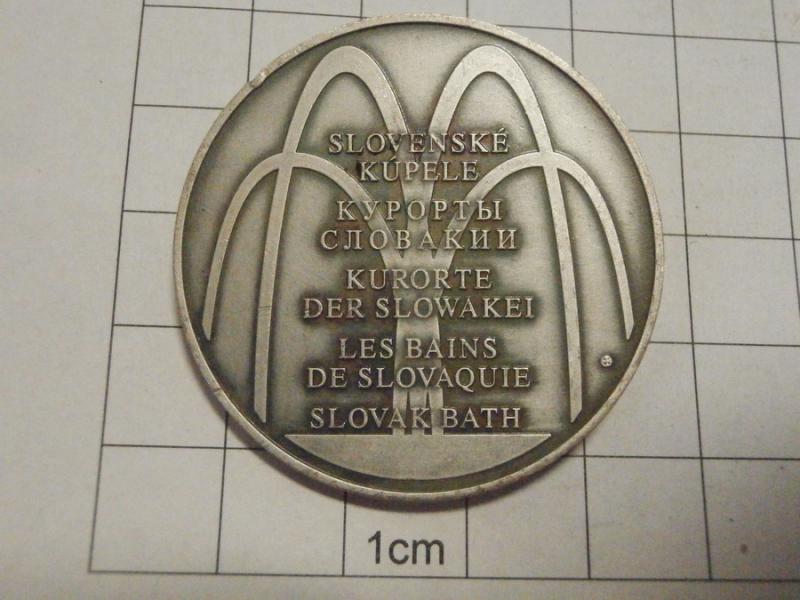 SLOVENSKÉ
KÚPELE
КУРОРТЫ
СЛОВАКИИ
KURORTE
DER SLOWAKEI
LES BAINS
DE SLOVAQUIE
SLOVAK BATH
1cm